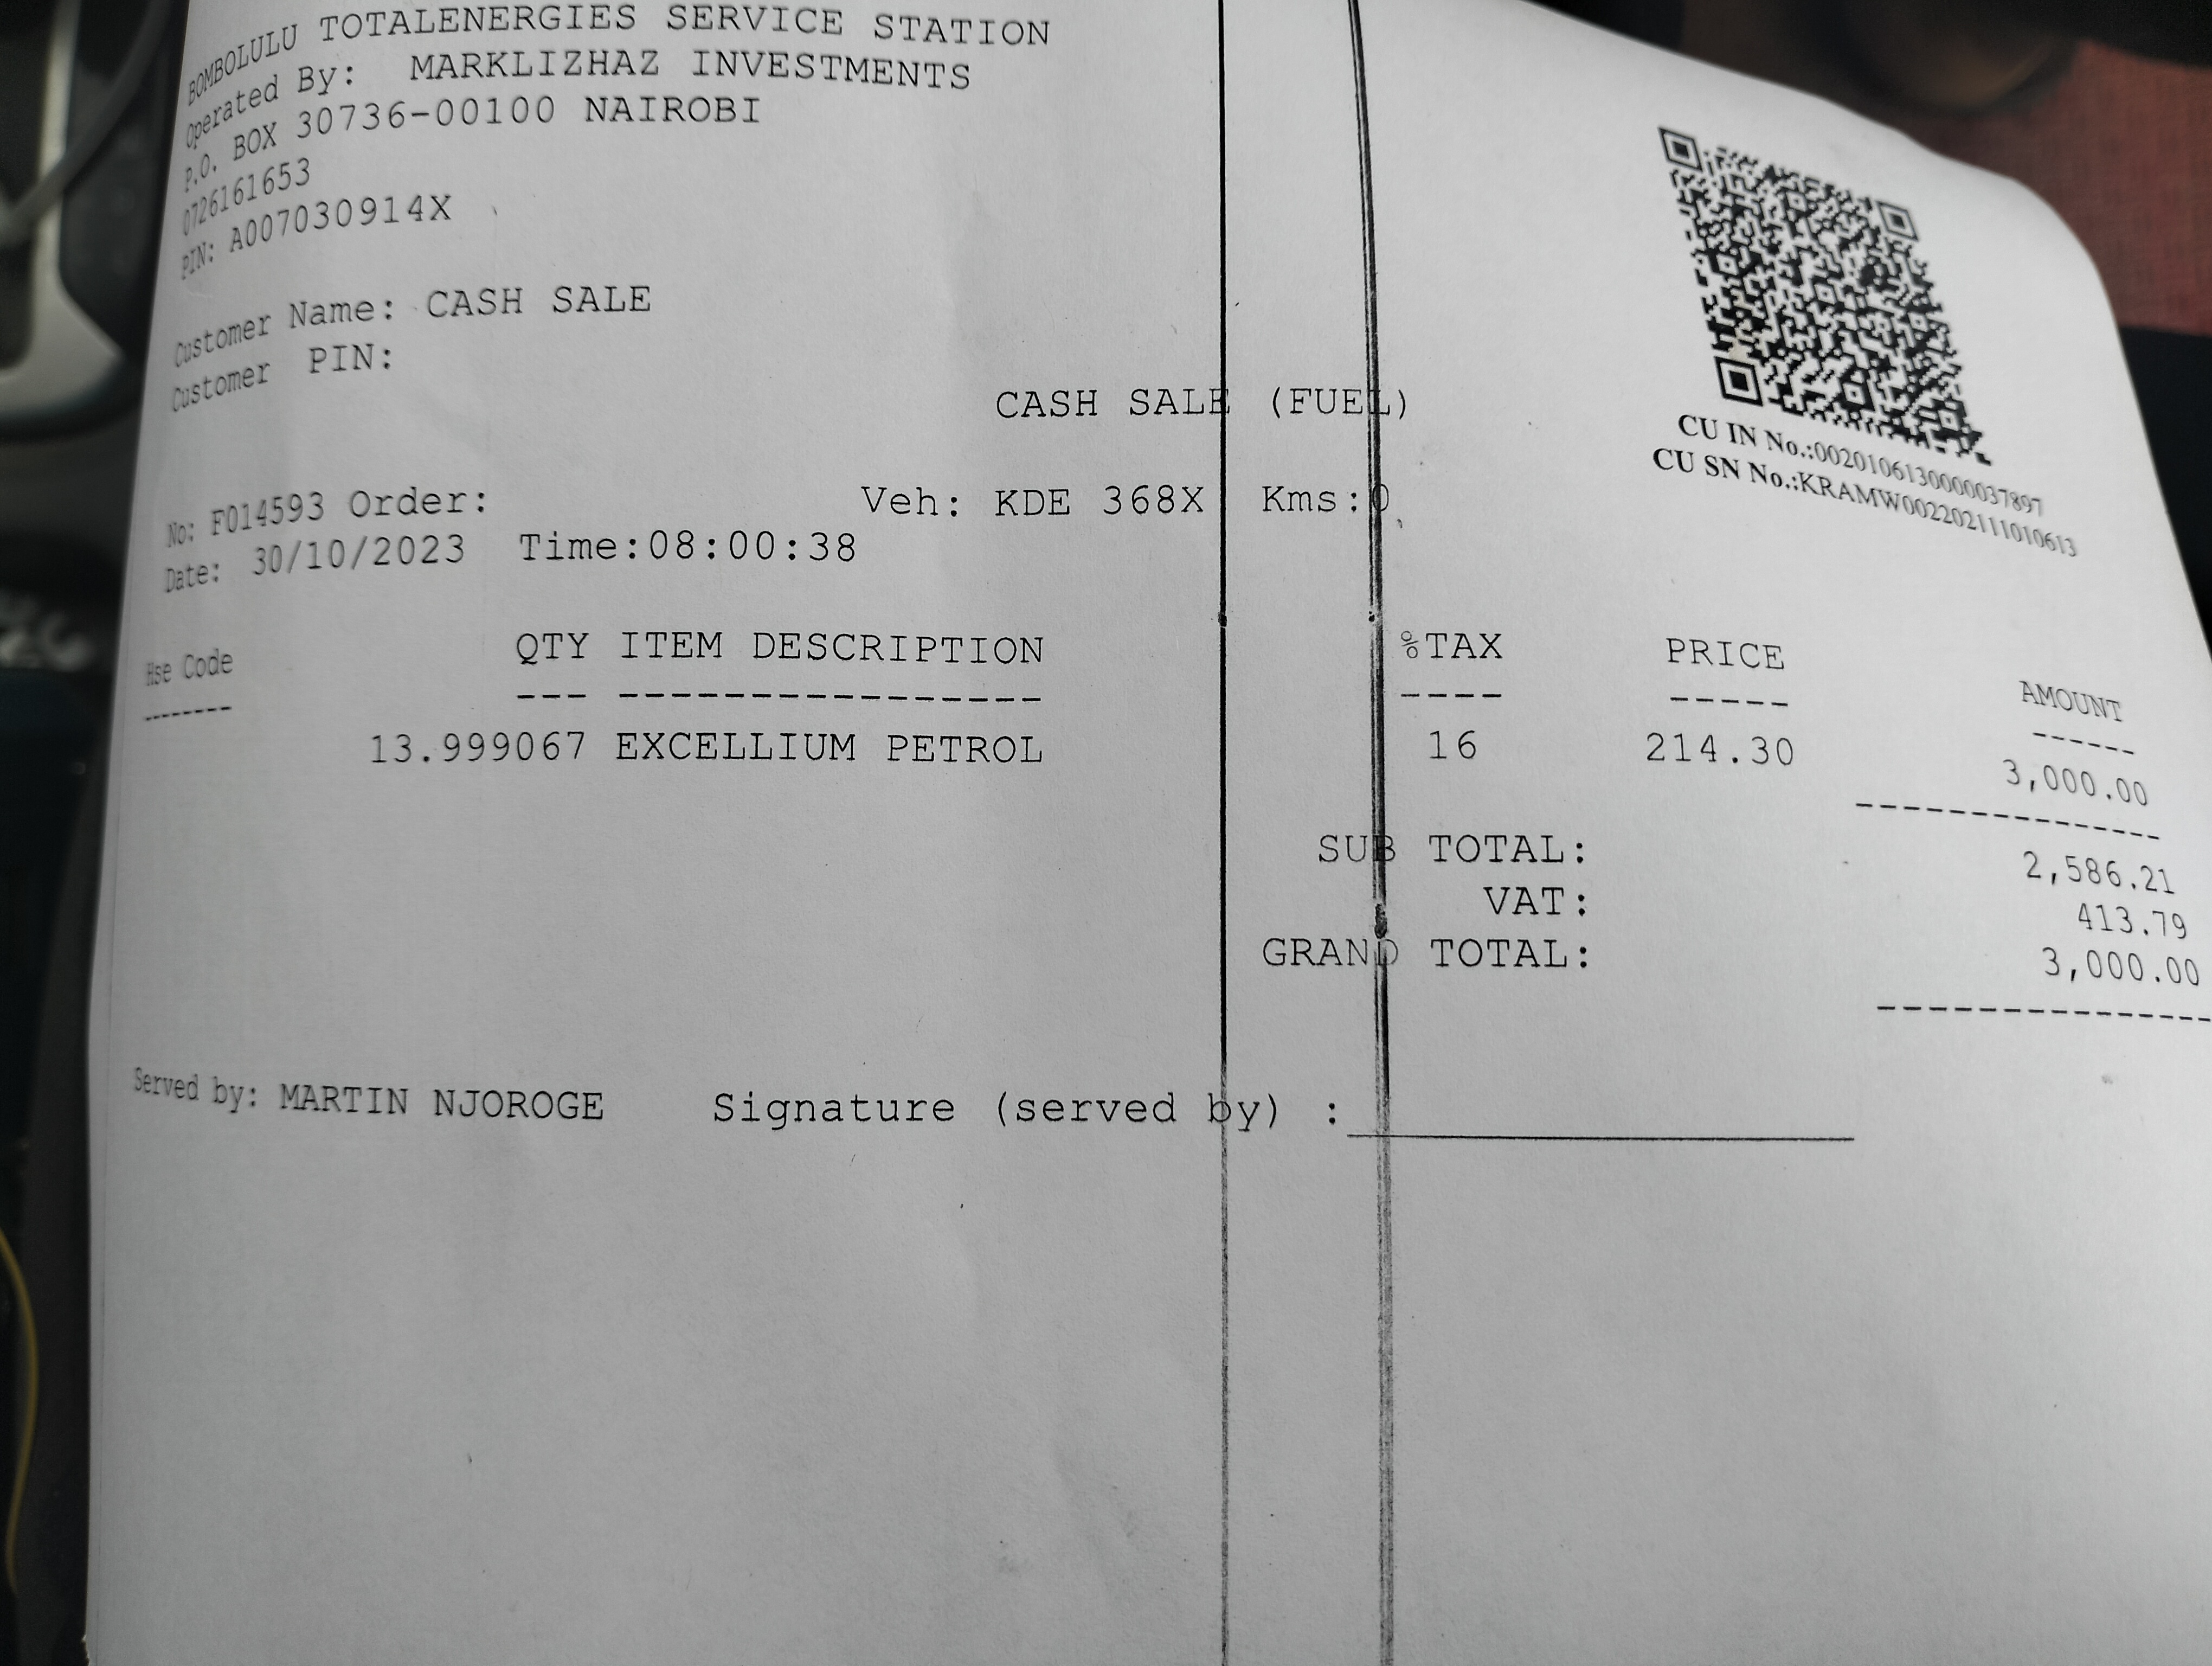 BOMBOLULU TOTALENERGIES SERVICE STATION
Operated By: MARKLIZHAZ INVESTMENTS
P.O. BOX 30736-00100 NAIROBI
0726161653
PIN: A007030914X
Customer Name: CASH SALE
Customer PIN:
CASH SALE (FUEL)
CU IN No.:0020106130000037897
CU SN No.:KRAMW002202111010613
No: F014593 Order: Veh: KDE 368X Kms:0
Date: 30/10/2023 Time:08:00:38
Hse Code QTY ITEM DESCRIPTION %TAX PRICE AMOUNT
-------- --- ---------------- ---- ----- ------
13.999067 EXCELLIUM PETROL 16 214.30 3,000.00
SUB TOTAL: 2,586.21
VAT: 413.79
GRAND TOTAL: 3,000.00
Served by: MARTIN NJOROGE Signature (served by) :